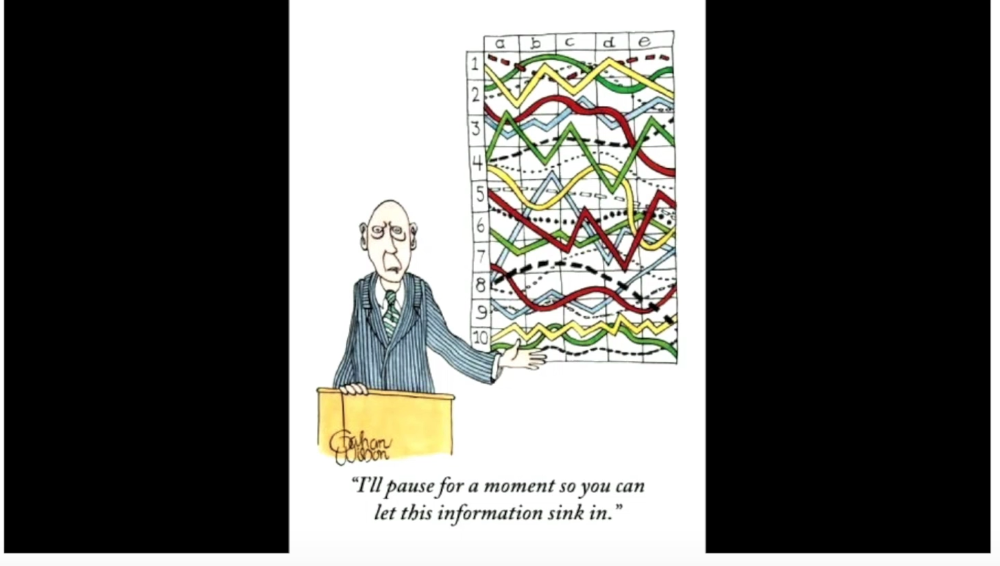 a b c d e
1
2
3
4
5
6
7
8
9
10
Gahan
Wilson
“I’ll pause for a moment so you can
let this information sink in.”